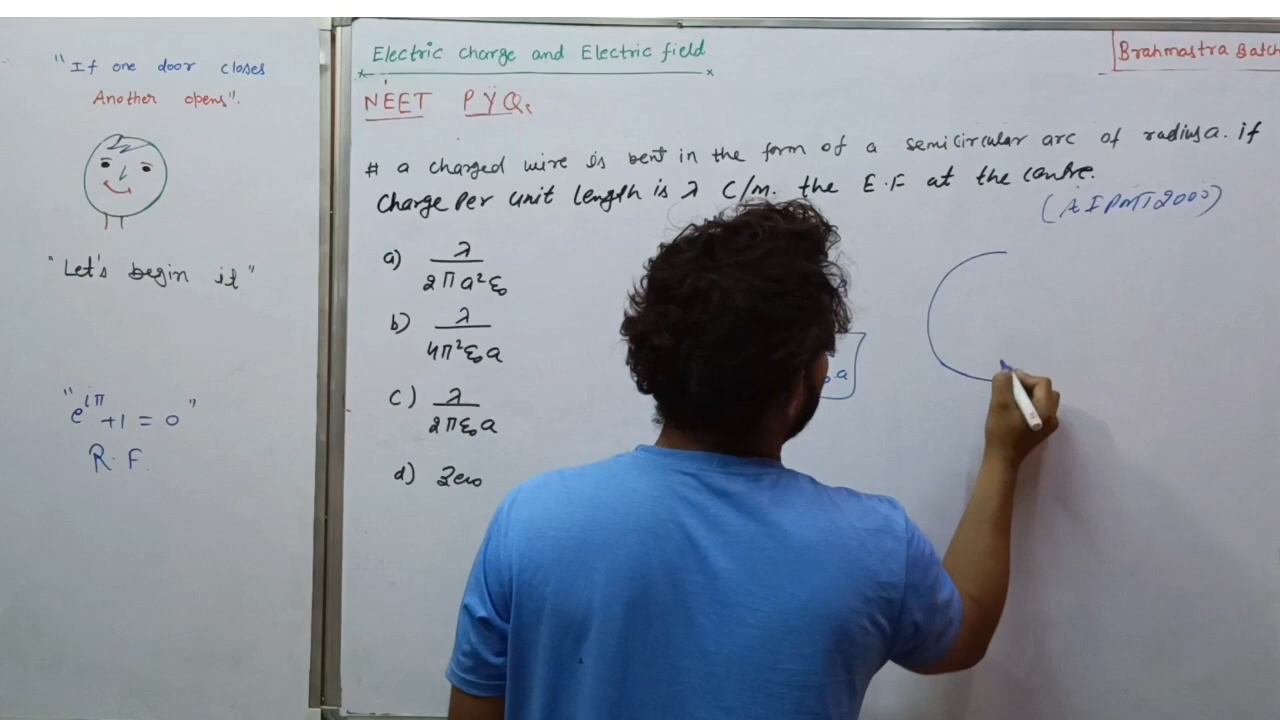 "If one door closes
Another opens".
"Let's begin it"
"e^iπ +1 = 0"
R. F.
Electric charge and Electric field
Brahmastra Batch
NEET PYQs
# a charged wire is bent in the form of a semicircular arc of radius a. if
charge per unit length is λ C/m. the E.F at the centre.
(AIPMT 2000)
a) λ / 2πa²ε₀
b) λ / 4π²ε₀a
c) λ / 2πε₀a
d) Zero
a